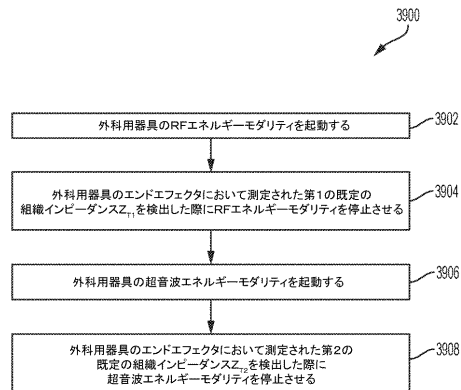 3900
外科用器具のRFエネルギーモダリティを起動する
3902
外科用器具のエンドエフェクタにおいて測定された第1の既定の
組織インピーダンスZT1を検出した際にRFエネルギーモダリティを停止させる
3904
外科用器具の超音波エネルギーモダリティを起動する
3906
外科用器具のエンドエフェクタにおいて測定された第2の
既定の組織インピーダンスZT2を検出した際に
超音波エネルギーモダリティを停止させる
3908